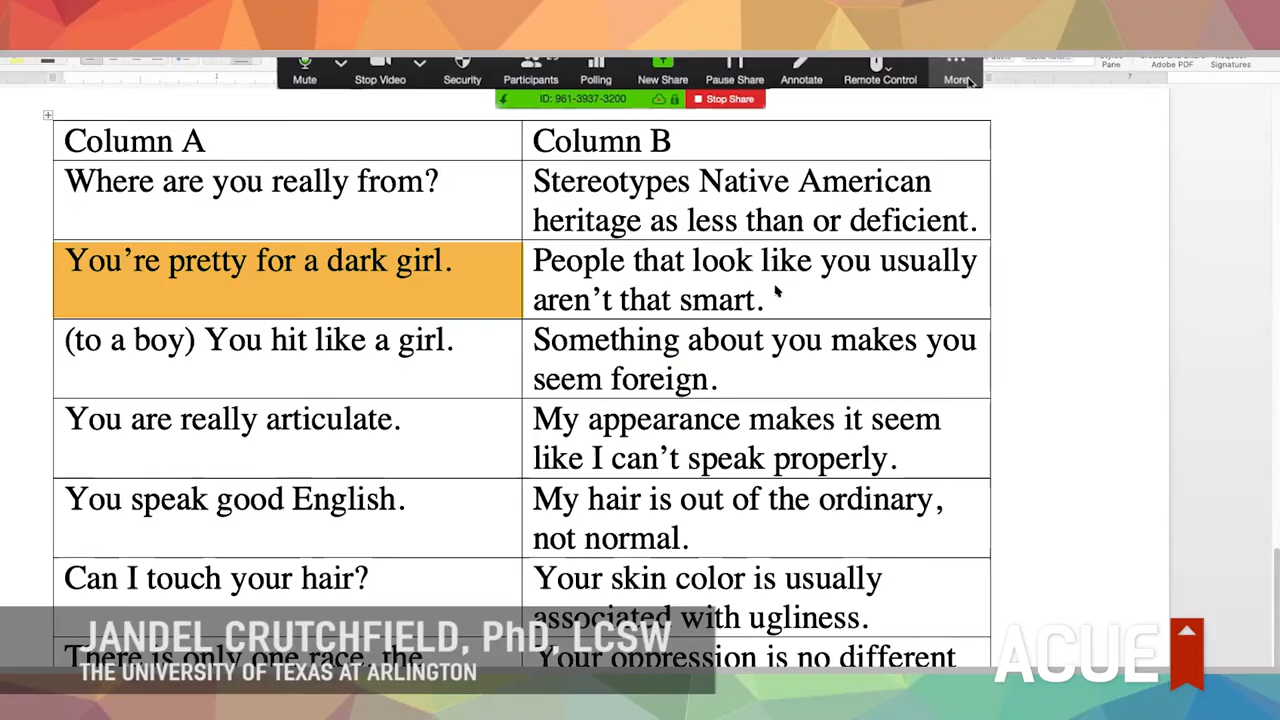 Pane
Adobe PDF
Signatures
Mute
Stop Video
Security
Participants
Polling
New Share
Pause Share
Annotate
Remote Control
More
7
ID: 961-3937-3200
Stop Share
Column A
Column B
Where are you really from?
Stereotypes Native American
heritage as less than or deficient.
You’re pretty for a dark girl.
People that look like you usually
aren’t that smart.
(to a boy) You hit like a girl.
Something about you makes you
seem foreign.
You are really articulate.
My appearance makes it seem
like I can’t speak properly.
You speak good English.
My hair is out of the ordinary,
not normal.
Can I touch your hair?
Your skin color is usually
associated with ugliness.
There is only one race, the
Your oppression is no different
JANDEL CRUTCHFIELD, PhD, LCSW
THE UNIVERSITY OF TEXAS AT ARLINGTON
ACUE